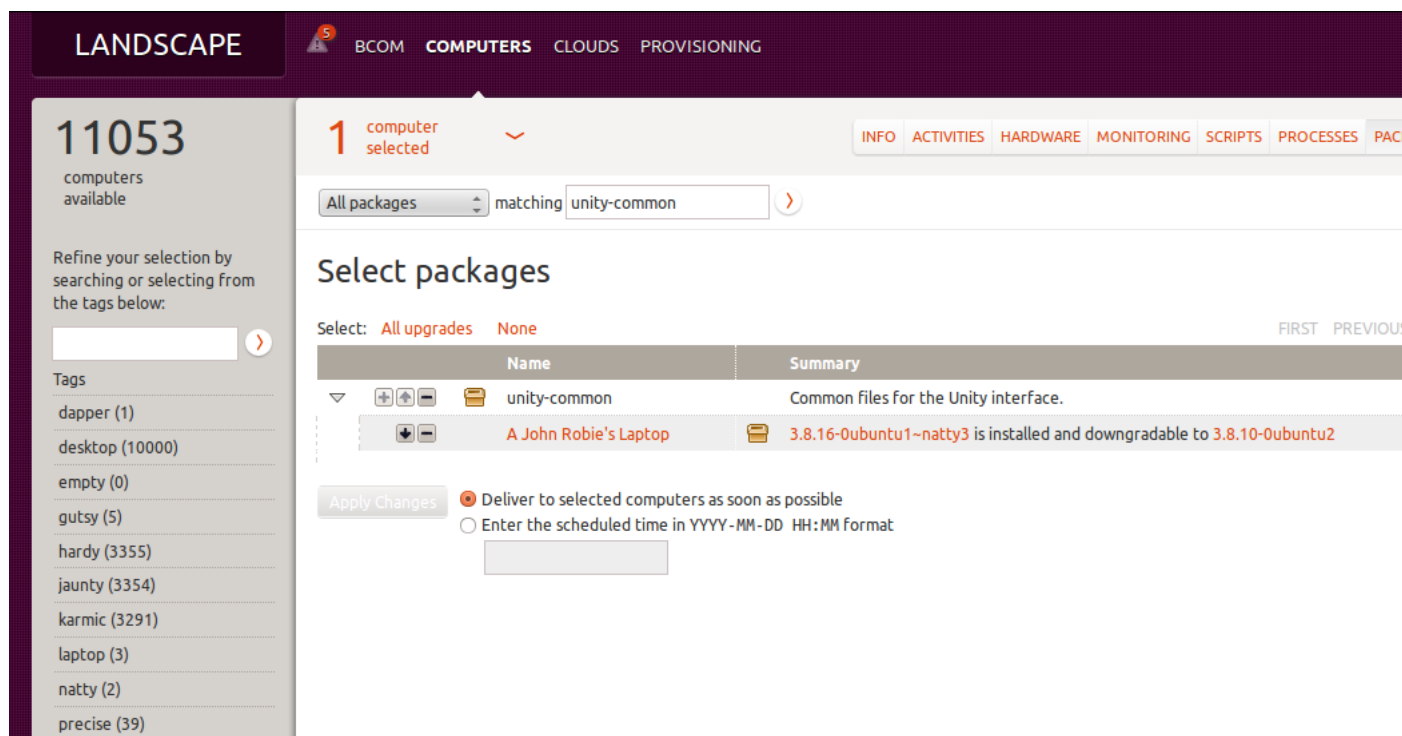 LANDSCAPE
5
BCOM COMPUTERS CLOUDS PROVISIONING
11053
computers
available
Refine your selection by
searching or selecting from
the tags below:
Tags
dapper (1)
desktop (10000)
empty (0)
gutsy (5)
hardy (3355)
jaunty (3354)
karmic (3291)
laptop (3)
natty (2)
precise (39)
1 computer
selected
INFO ACTIVITIES HARDWARE MONITORING SCRIPTS PROCESSES PAC
All packages matching unity-common
Select packages
Select: All upgrades None
FIRST PREVIOUS
Name Summary
unity-common Common files for the Unity interface.
A John Robie's Laptop 3.8.16-0ubuntu1~natty3 is installed and downgradable to 3.8.10-0ubuntu2
Apply Changes Deliver to selected computers as soon as possible
Enter the scheduled time in YYYY-MM-DD HH:MM format